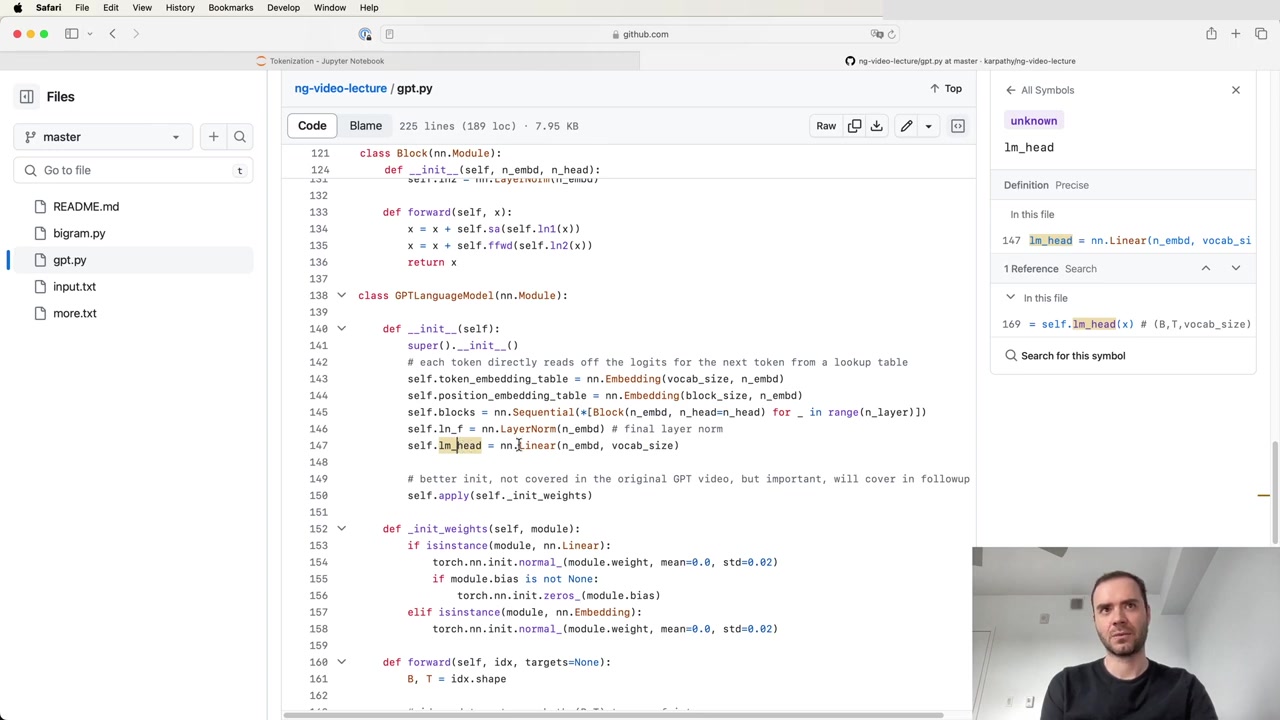 Safari File Edit View History Bookmarks Develop Window Help
github.com
Tokenization - Jupyter Notebook
ng-video-lecture/gpt.py at master · karpathy/ng-video-lecture
Files
master
Go to file
t
README.md
bigram.py
gpt.py
input.txt
more.txt
ng-video-lecture / gpt.py
Top
Code Blame 225 lines (189 loc) · 7.95 KB
Raw
121 class Block(nn.Module):
124 def __init__(self, n_embd, n_head):
131 self.ln2 = nn.LayerNorm(n_embd)
132
133 def forward(self, x):
134 x = x + self.sa(self.ln1(x))
135 x = x + self.ffwd(self.ln2(x))
136 return x
137
138 class GPTLanguageModel(nn.Module):
139
140 def __init__(self):
141 super().__init__()
142 # each token directly reads off the logits for the next token from a lookup table
143 self.token_embedding_table = nn.Embedding(vocab_size, n_embd)
144 self.position_embedding_table = nn.Embedding(block_size, n_embd)
145 self.blocks = nn.Sequential(*[Block(n_embd, n_head=n_head) for _ in range(n_layer)])
146 self.ln_f = nn.LayerNorm(n_embd) # final layer norm
147 self.lm_head = nn.Linear(n_embd, vocab_size)
148
149 # better init, not covered in the original GPT video, but important, will cover in followup
150 self.apply(self._init_weights)
151
152 def _init_weights(self, module):
153 if isinstance(module, nn.Linear):
154 torch.nn.init.normal_(module.weight, mean=0.0, std=0.02)
155 if module.bias is not None:
156 torch.nn.init.zeros_(module.bias)
157 elif isinstance(module, nn.Embedding):
158 torch.nn.init.normal_(module.weight, mean=0.0, std=0.02)
159
160 def forward(self, idx, targets=None):
161 B, T = idx.shape
162
All Symbols
unknown
lm_head
Definition Precise
In this file
147 lm_head = nn.Linear(n_embd, vocab_si
1 Reference Search
In this file
169 = self.lm_head(x) # (B,T,vocab_size)
Search for this symbol